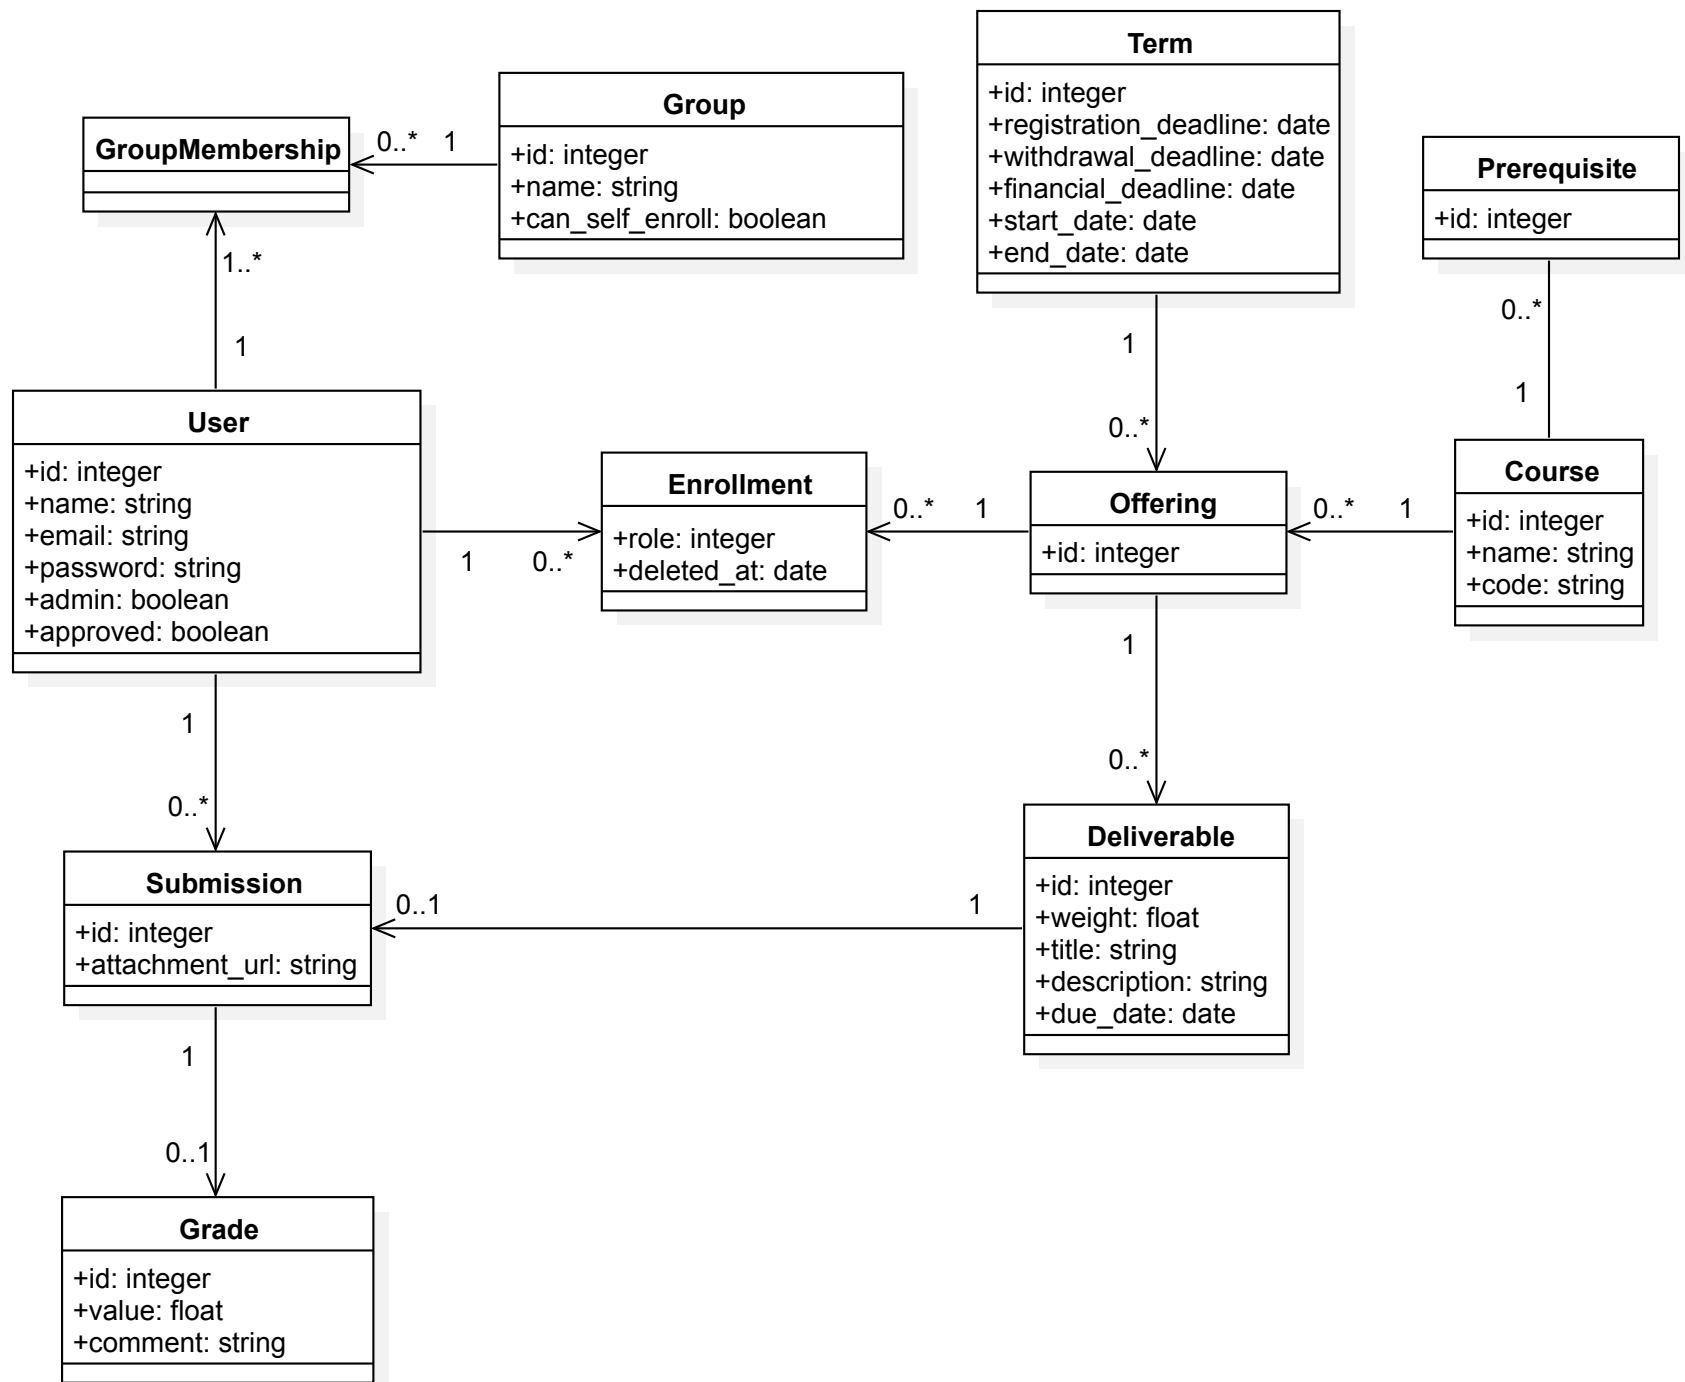 Term
+id: integer
+registration_deadline: date
+withdrawal_deadline: date
+financial_deadline: date
+start_date: date
+end_date: date
Group
+id: integer
+name: string
+can_self_enroll: boolean
GroupMembership
0..*
1
Prerequisite
+id: integer
1..*
1
0..*
1
1
0..*
User
+id: integer
+name: string
+email: string
+password: string
+admin: boolean
+approved: boolean
1
0..*
Enrollment
+role: integer
+deleted_at: date
0..*
1
Offering
+id: integer
0..*
1
Course
+id: integer
+name: string
+code: string
1
0..*
1
0..*
Submission
+id: integer
+attachment_url: string
0..1
1
Deliverable
+id: integer
+weight: float
+title: string
+description: string
+due_date: date
1
0..1
Grade
+id: integer
+value: float
+comment: string